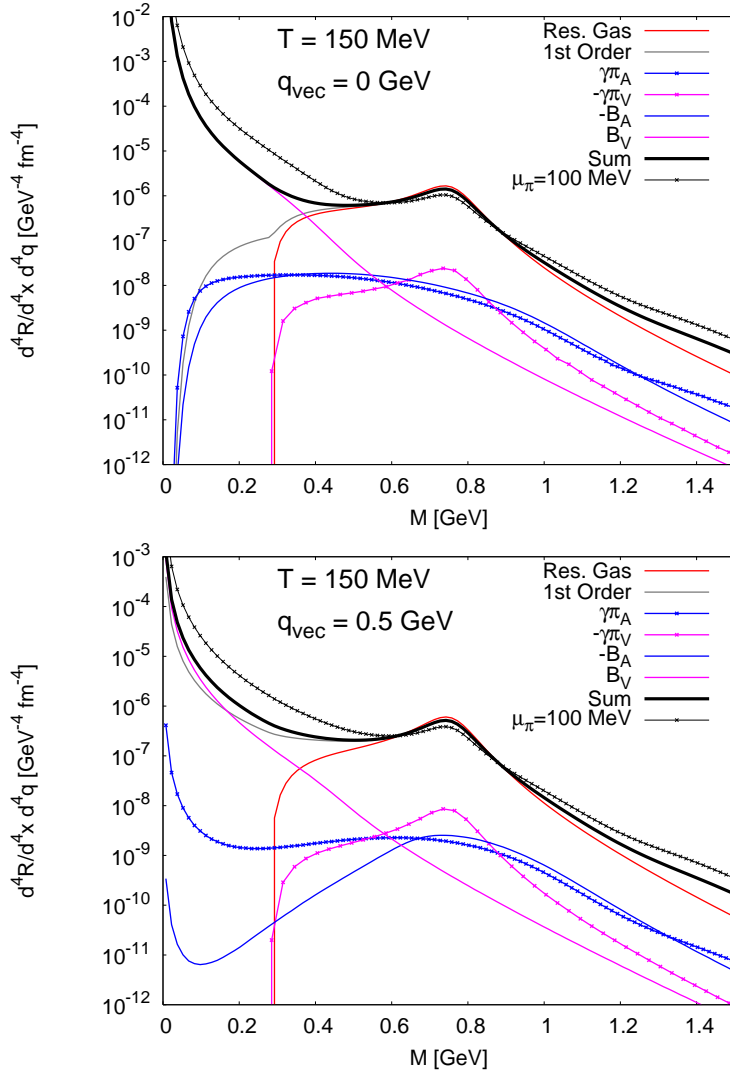 T = 150 MeV
q_vec = 0 GeV
Res. Gas
1st Order
γπ_A
-γπ_V
-B_A
B_V
Sum
μ_π=100 MeV
d⁴R/d⁴x d⁴q [GeV⁻⁴ fm⁻⁴]
10⁻²
10⁻³
10⁻⁴
10⁻⁵
10⁻⁶
10⁻⁷
10⁻⁸
10⁻⁹
10⁻¹⁰
10⁻¹¹
10⁻¹²
0 0.2 0.4 0.6 0.8 1 1.2 1.4
M [GeV]
T = 150 MeV
q_vec = 0.5 GeV
Res. Gas
1st Order
γπ_A
-γπ_V
-B_A
B_V
Sum
μ_π=100 MeV
d⁴R/d⁴x d⁴q [GeV⁻⁴ fm⁻⁴]
10⁻³
10⁻⁴
10⁻⁵
10⁻⁶
10⁻⁷
10⁻⁸
10⁻⁹
10⁻¹⁰
10⁻¹¹
10⁻¹²
0 0.2 0.4 0.6 0.8 1 1.2 1.4
M [GeV]